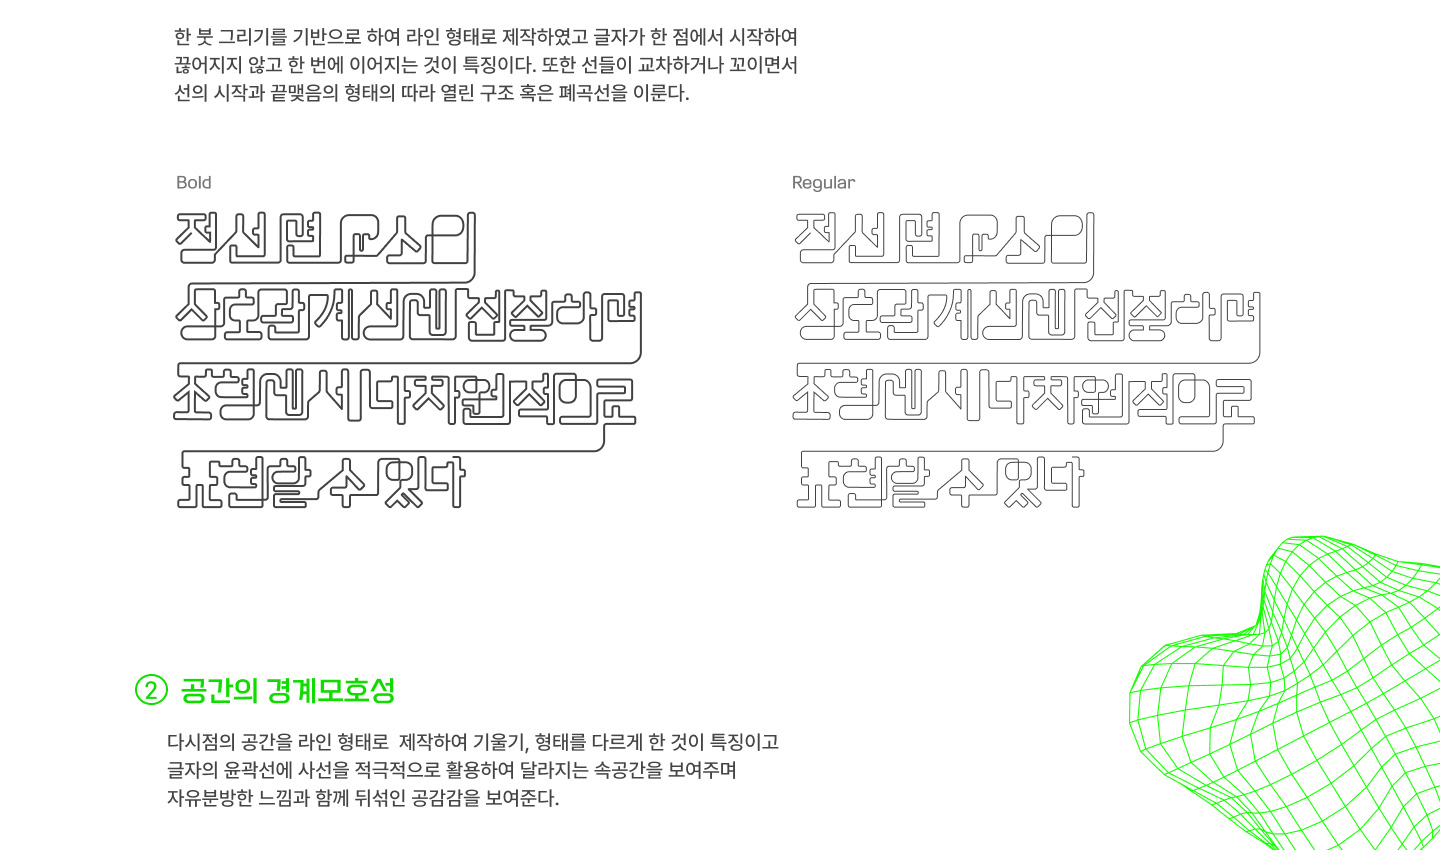 한 붓 그리기를 기반으로 하여 라인 형태로 제작하였고 글자가 한 점에서 시작하여
끊어지지 않고 한 번에 이어지는 것이 특징이다. 또한 선들이 교차하거나 꼬이면서
선의 시작과 끝맺음의 형태의 따라 열린 구조 혹은 폐곡선을 이룬다.
Bold
점선면 요소의
상호관계선에 집중하면
조형에서 다차원적으로
표현할 수 있다
Regular
점선면 요소의
상호관계선에 집중하면
조형에서 다차원적으로
표현할 수 있다
② 공간의 경계모호성
다시점의 공간을 라인 형태로 제작하여 기울기, 형태를 다르게 한 것이 특징이고
글자의 윤곽선에 사선을 적극적으로 활용하여 달라지는 속공간을 보여주며
자유분방한 느낌과 함께 뒤섞인 공감감을 보여준다.